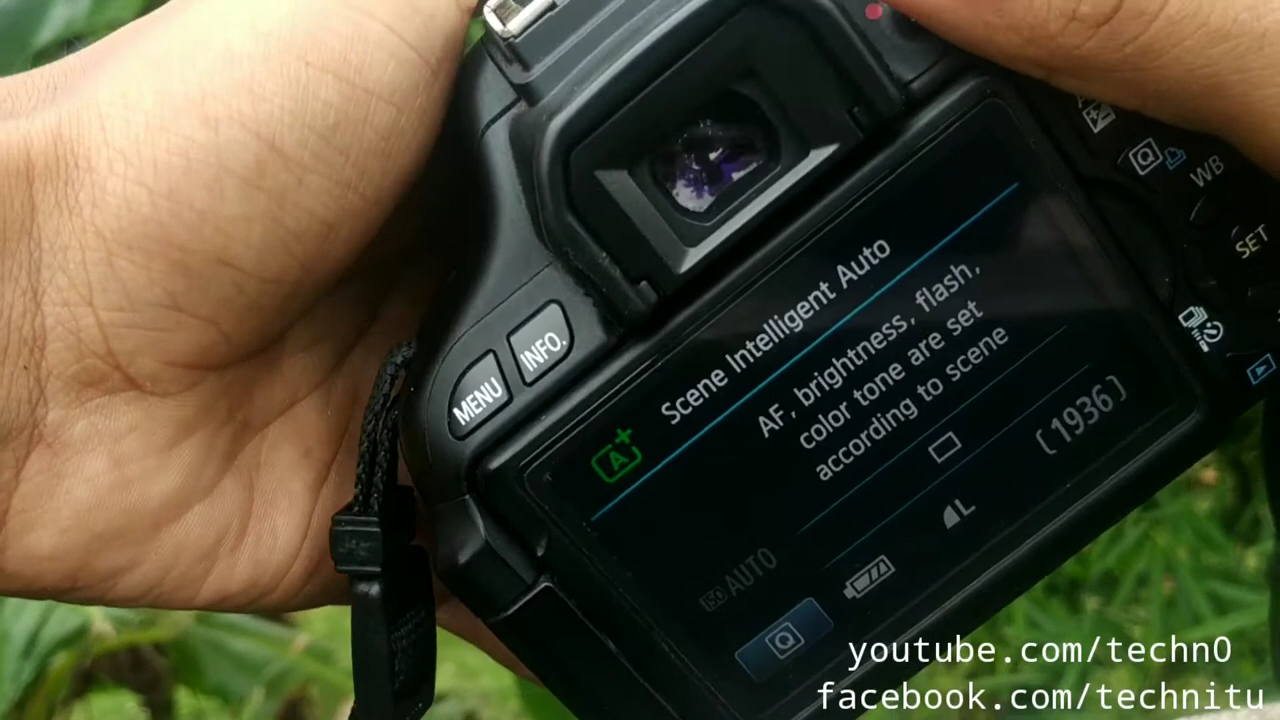 MENU
INFO.
Scene Intelligent Auto
AF, brightness, flash,
color tone are set
according to scene
A+
[1936]
L
ISO AUTO
Q
Q
WB
SET
youtube.com/techn0
facebook.com/technitu